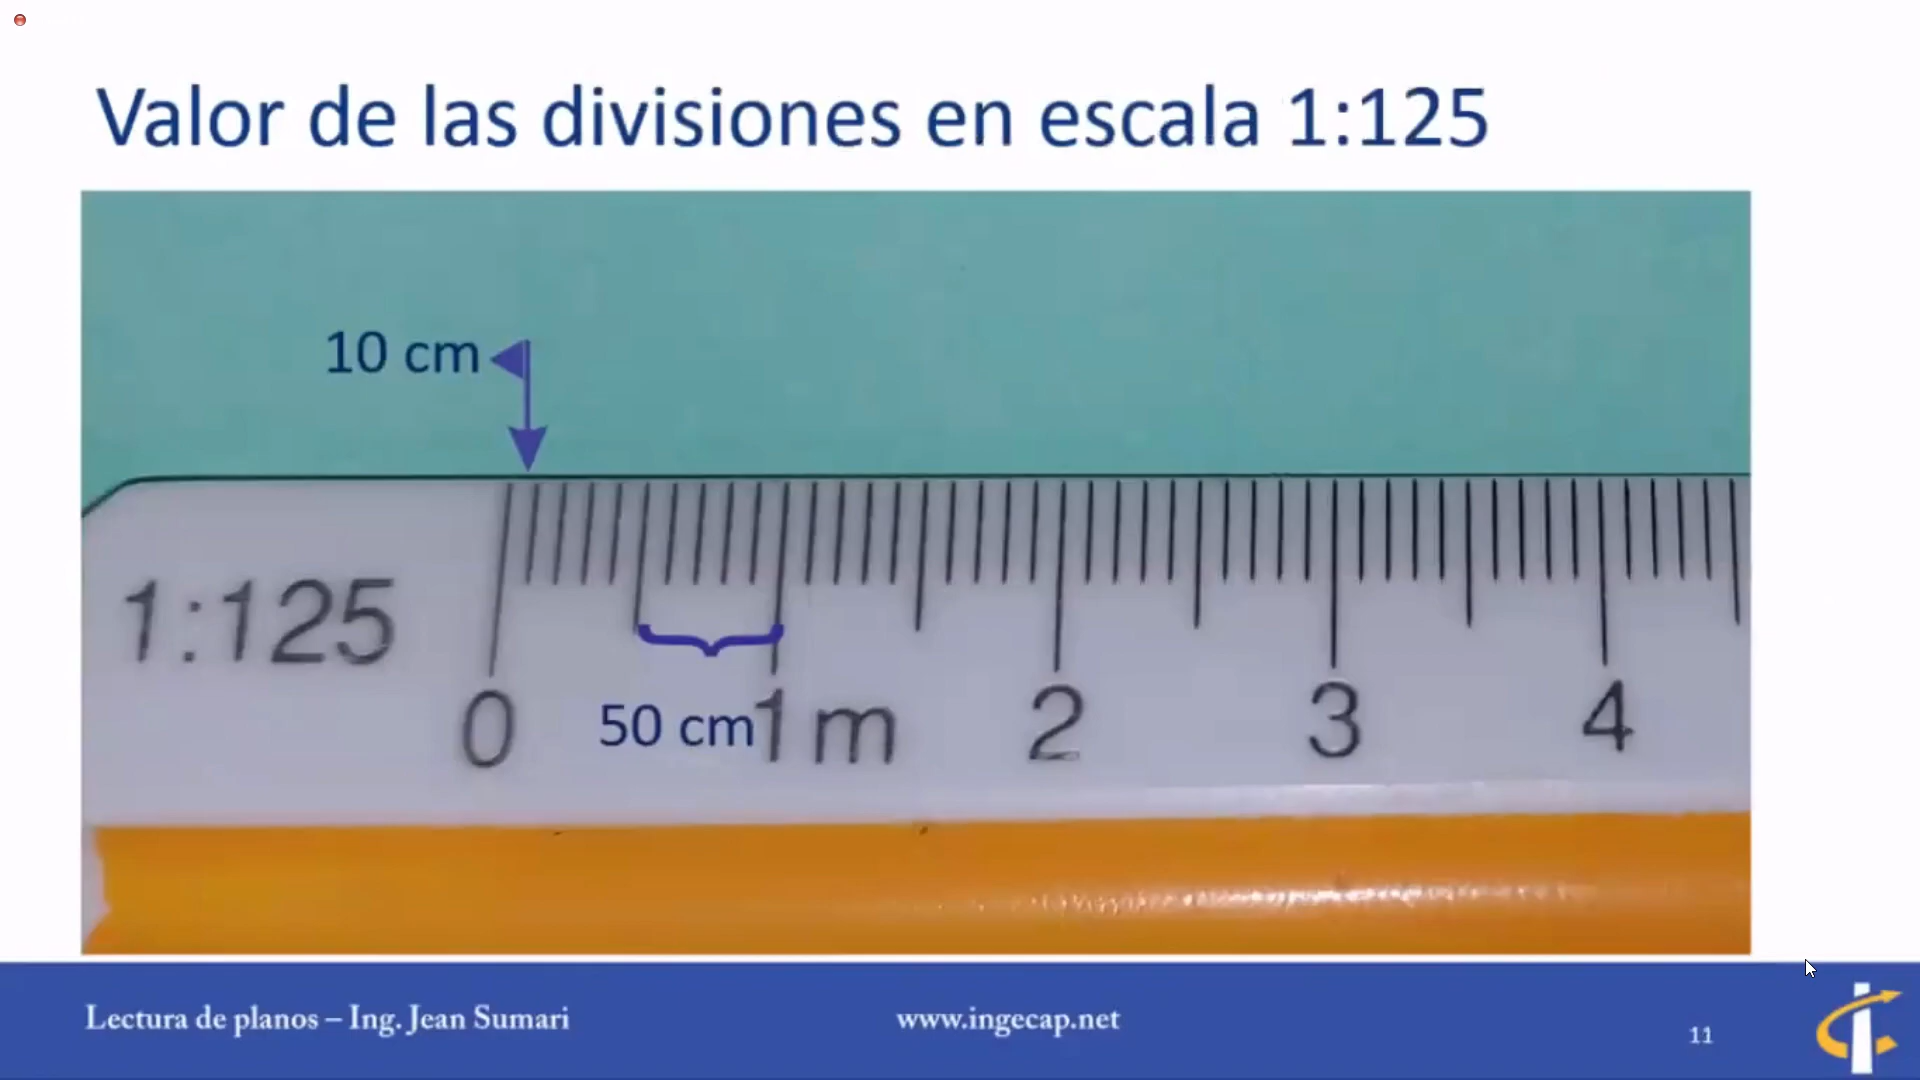 Valor de las divisiones en escala 1:125
10 cm
1:125
0 50 cm 1 m 2 3 4
Lectura de planos – Ing. Jean Sumari
www.ingecap.net
11